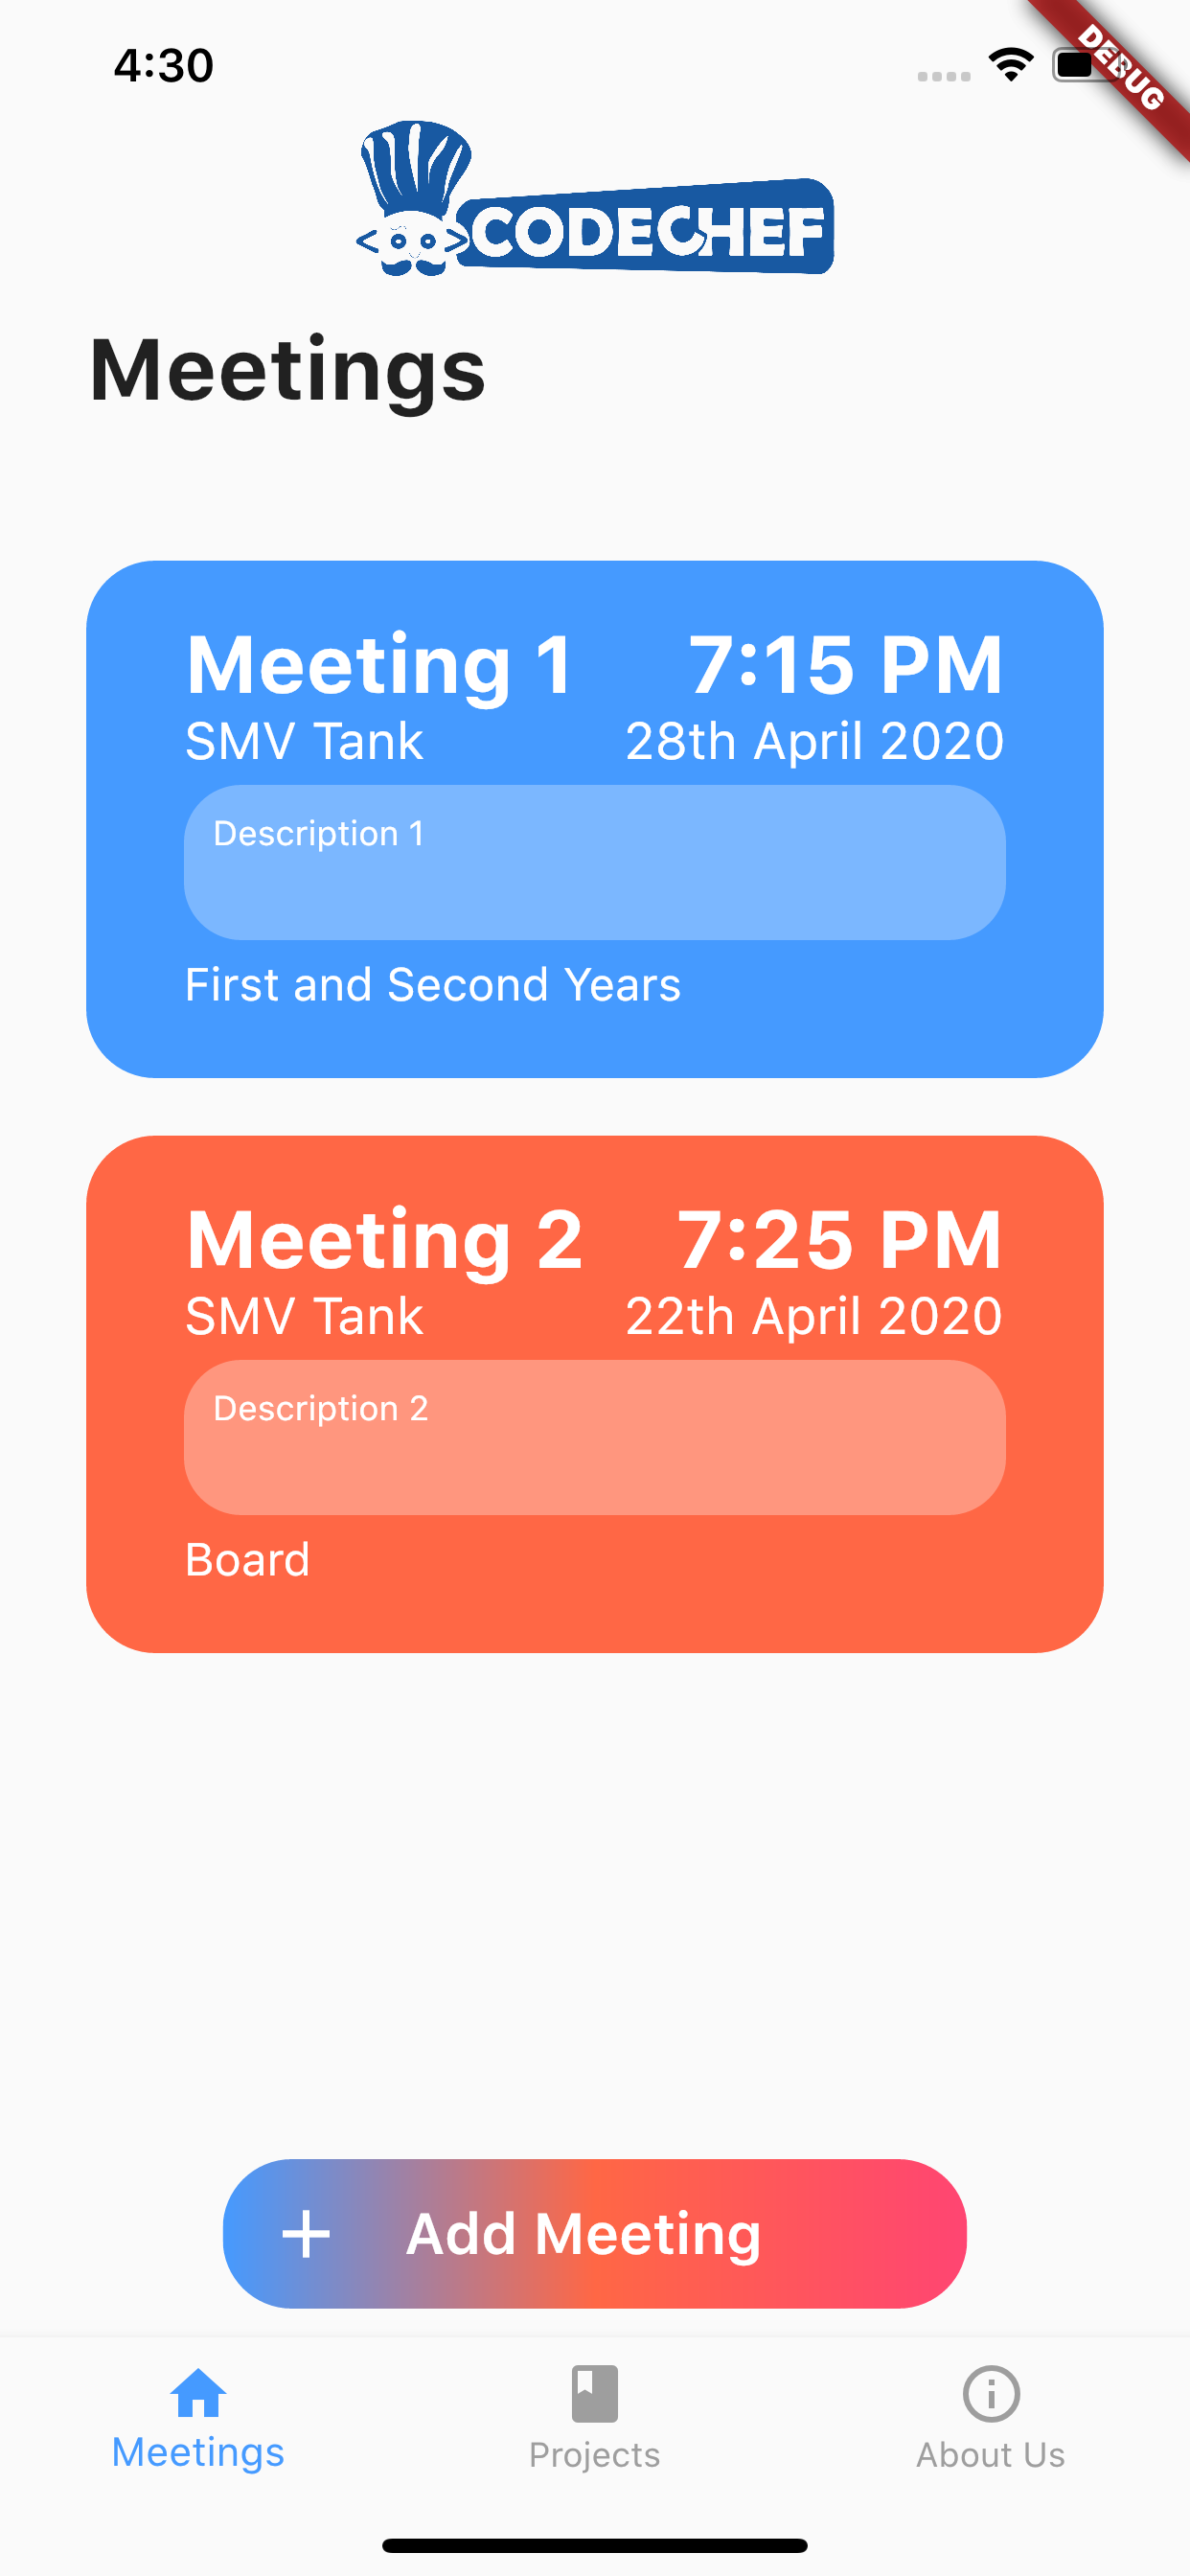 4:30
DEBUG
CODECHEF
Meetings
Meeting 1 7:15 PM
SMV Tank 28th April 2020
Description 1
First and Second Years
Meeting 2 7:25 PM
SMV Tank 22th April 2020
Description 2
Board
Add Meeting
Meetings Projects About Us